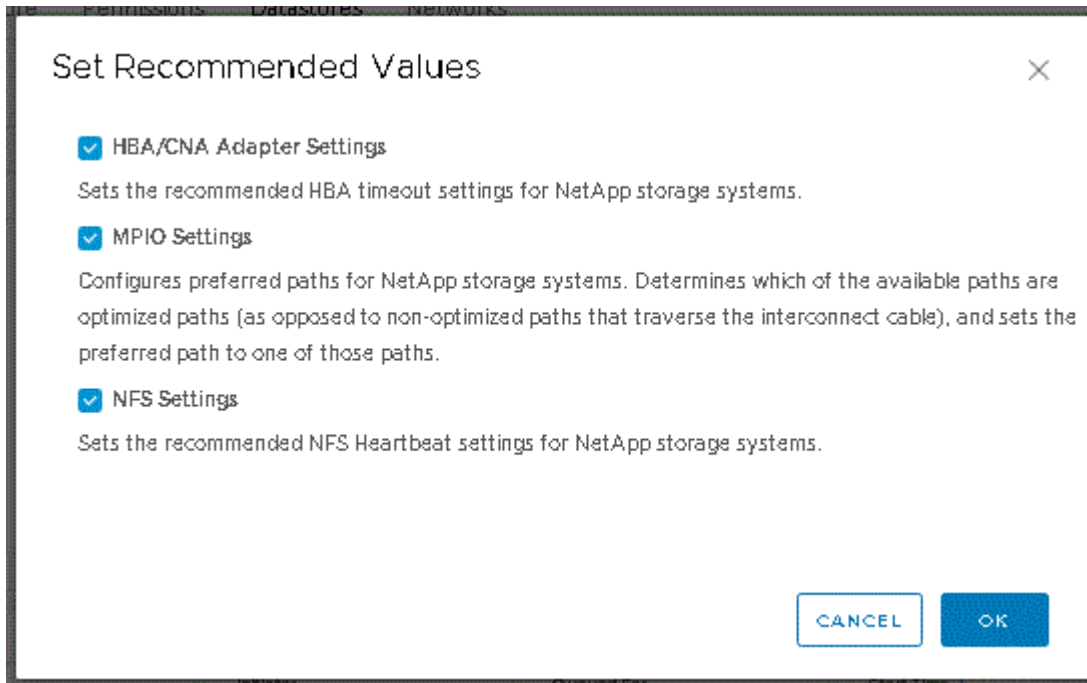 Permissions Datastores Networks
Set Recommended Values
HBA/CNA Adapter Settings
Sets the recommended HBA timeout settings for NetApp storage systems.
MPIO Settings
Configures preferred paths for NetApp storage systems. Determines which of the available paths are
optimized paths (as opposed to non-optimized paths that traverse the interconnect cable), and sets the
preferred path to one of those paths.
NFS Settings
Sets the recommended NFS Heartbeat settings for NetApp storage systems.
CANCEL OK